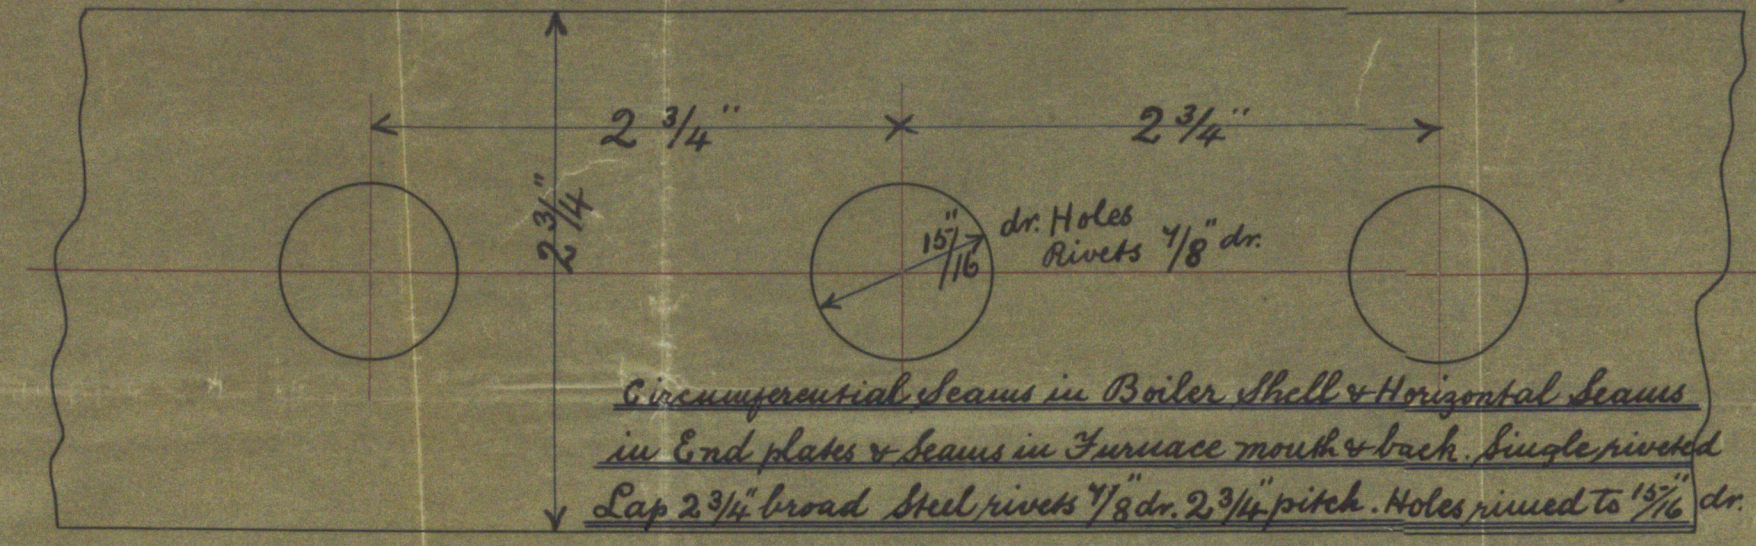 2 3/4" 2 3/4"
2 3/4"
15/16" dr. Holes
Rivets 7/8" dr.
Circumferential Seams in Boiler Shell & Horizontal Seams
in End plates & Seams in Furnace mouth & back. Single riveted
Lap 2 3/4" broad Steel rivets 7/8" dr. 2 3/4" pitch. Holes rimed to 15/16" dr.